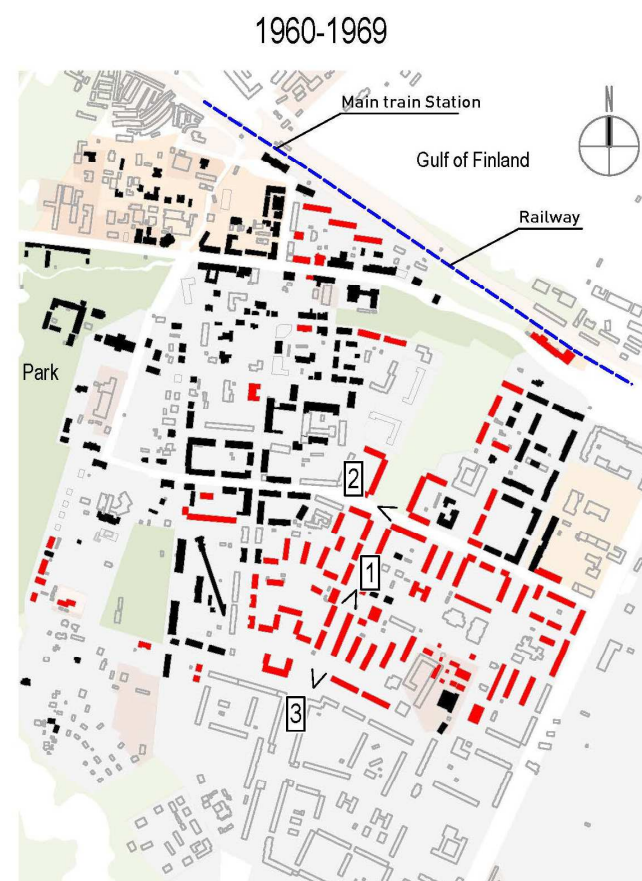 1960-1969
Main train Station
N
Gulf of Finland
Railway
Park
2
1
3